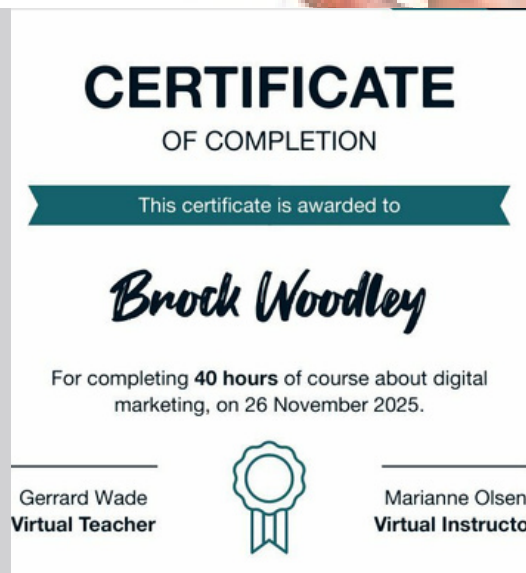 CERTIFICATE
OF COMPLETION
This certificate is awarded to
Brock Woodley
For completing 40 hours of course about digital
marketing, on 26 November 2025.
Gerrard Wade
Virtual Teacher
Marianne Olsen
Virtual Instructo